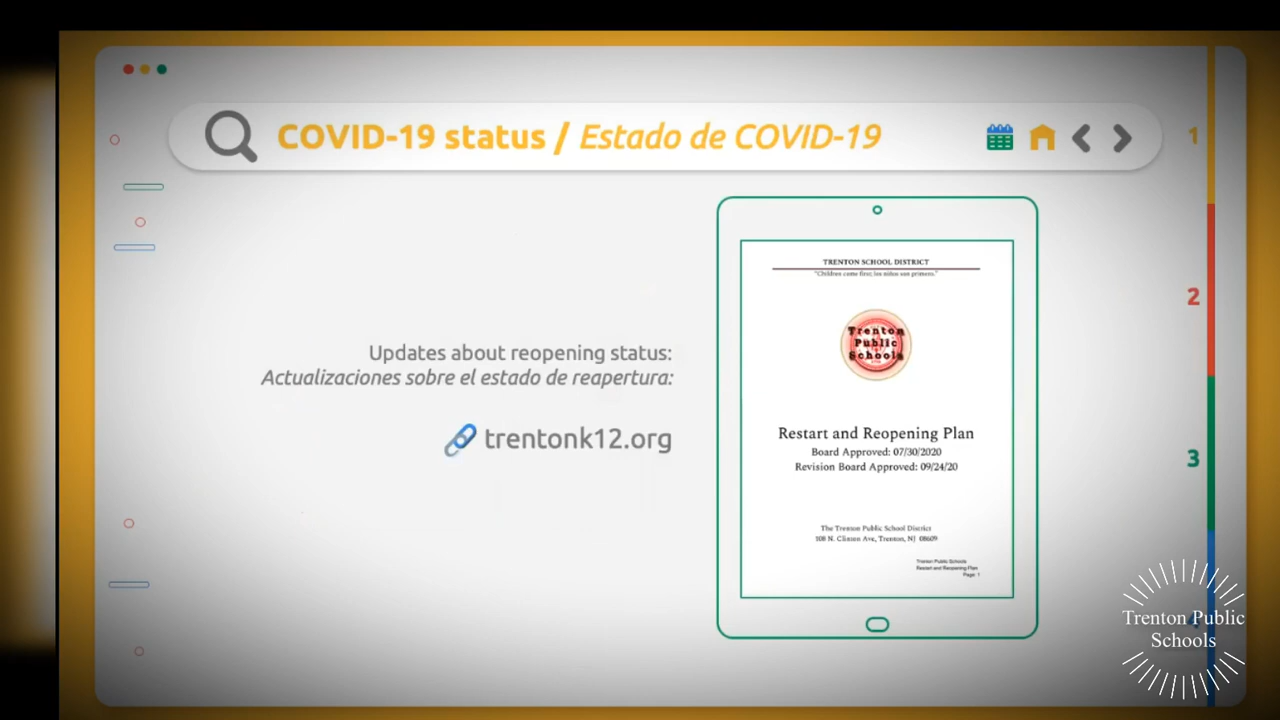 COVID-19 status / Estado de COVID-19
1
2
3
4
Updates about reopening status:
Actualizaciones sobre el estado de reapertura:
trentonk12.org
TRENTON SCHOOL DISTRICT
"Children come first; los niños son primero."
Trenton
Public
Schools
Restart and Reopening Plan
Board Approved: 07/30/2020
Revision Board Approved: 09/24/20
The Trenton Public School District
108 N. Clinton Ave, Trenton, NJ 08609
Trenton Public Schools
Restart and Reopening Plan
Page 1
Trenton Public
Schools